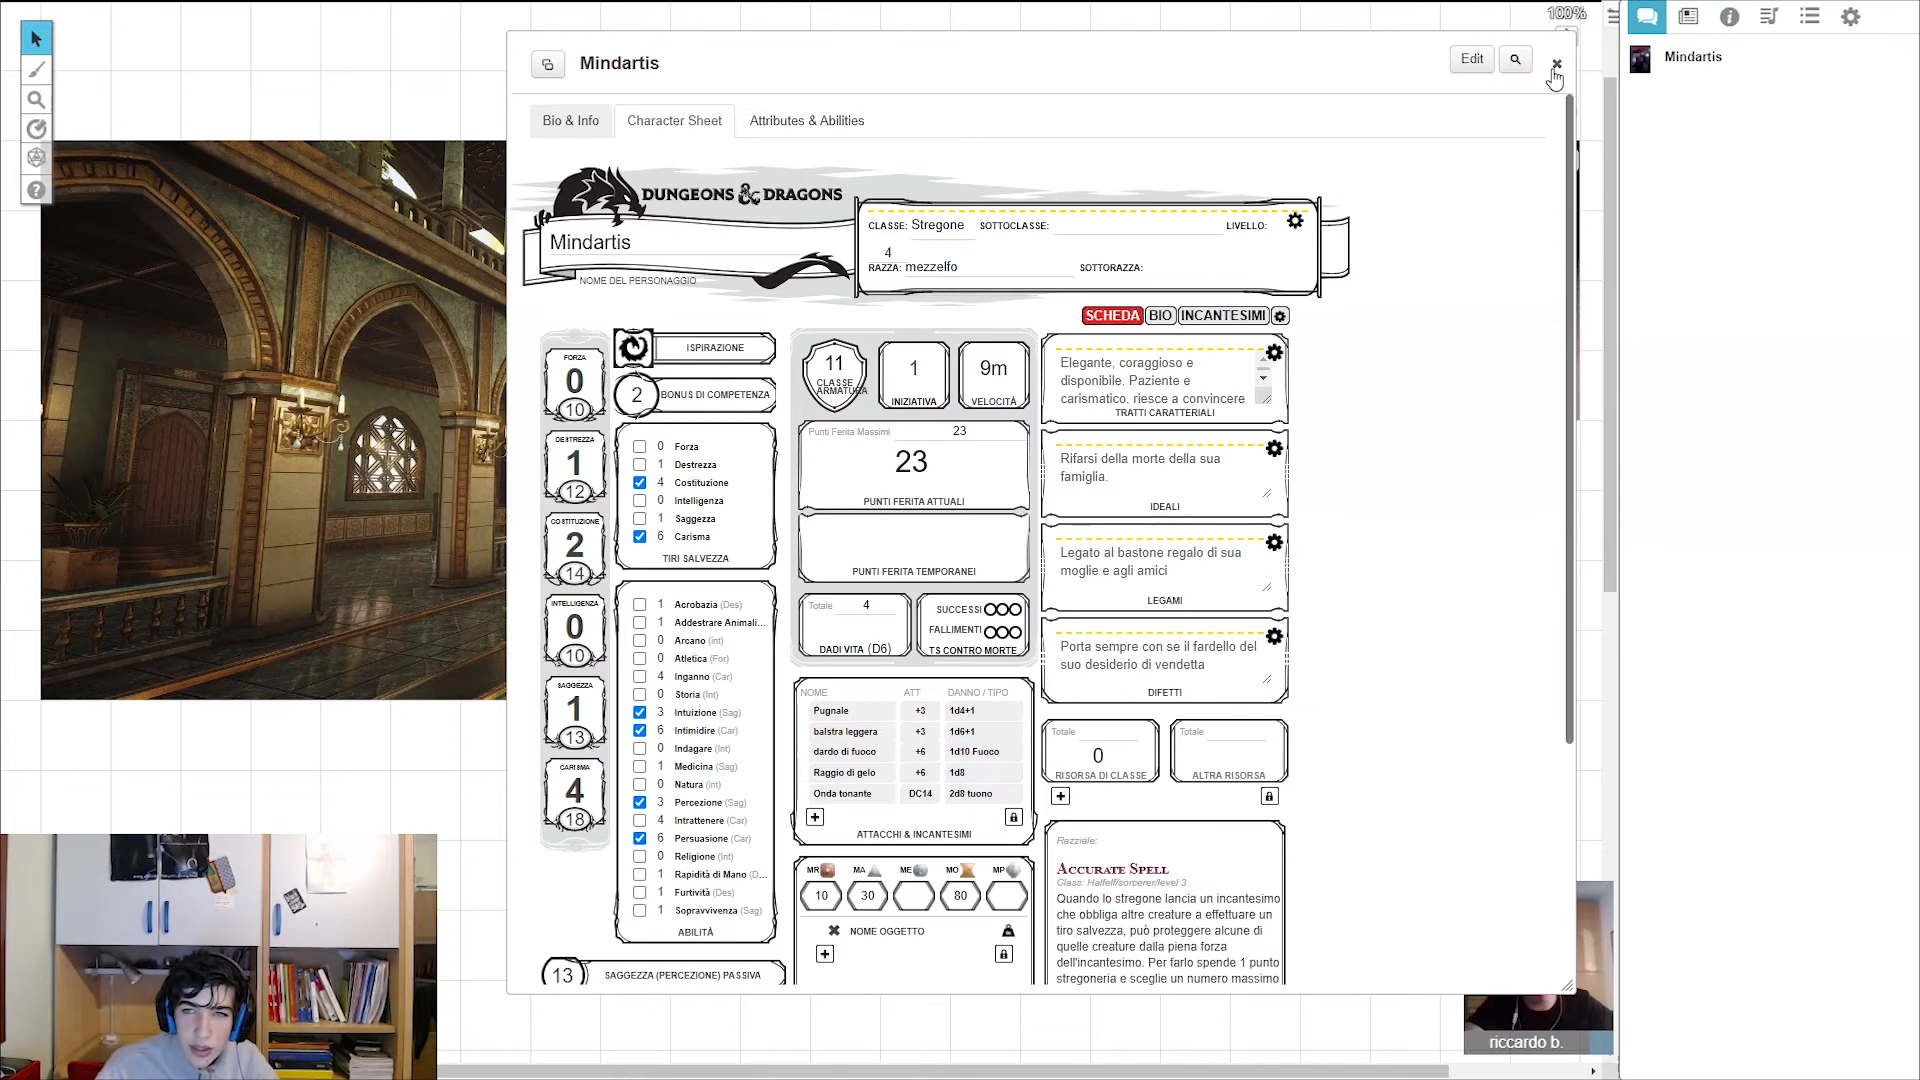 100%
Mindartis
Edit
Mindartis
Bio & Info
Character Sheet
Attributes & Abilities
DUNGEONS & DRAGONS
Mindartis
NOME DEL PERSONAGGIO
CLASSE: Stregone SOTTOCLASSE: LIVELLO:
4
RAZZA: mezzelfo SOTTORAZZA:
SCHEDA BIO INCANTESIMI
FORZA
0
10
DESTREZZA
1
12
COSTITUZIONE
2
14
INTELLIGENZA
0
10
SAGGEZZA
1
13
CARISMA
4
18
ISPIRAZIONE
2 BONUS DI COMPETENZA
0 Forza
1 Destrezza
4 Costituzione
0 Intelligenza
1 Saggezza
6 Carisma
TIRI SALVEZZA
1 Acrobazia (Des)
1 Addestrare Animali...
0 Arcano (int)
0 Atletica (For)
4 Inganno (Car)
0 Storia (Int)
3 Intuizione (Sag)
6 Intimidire (Car)
0 Indagare (Int)
1 Medicina (Sag)
0 Natura (int)
3 Percezione (Sag)
4 Intrattenere (Car)
6 Persuasione (Car)
0 Religione (Int)
1 Rapidità di Mano (D...
1 Furtività (Des)
1 Sopravvivenza (Sag)
ABILITÀ
13 SAGGEZZA (PERCEZIONE) PASSIVA
11
CLASSE
ARMATURA
1
INIZIATIVA
9m
VELOCITÀ
Punti Ferita Massimi 23
23
PUNTI FERITA ATTUALI
PUNTI FERITA TEMPORANEI
Totale 4
DADI VITA (D6)
SUCCESSI
FALLIMENTI
TS CONTRO MORTE
NOME ATT DANNO / TIPO
Pugnale +3 1d4+1
balstra leggera +3 1d6+1
dardo di fuoco +6 1d10 Fuoco
Raggio di gelo +6 1d8
Onda tonante DC14 2d8 tuono
ATTACCHI & INCANTESIMI
MR MA ME MO MP
10 30 80
NOME OGGETTO
Elegante, coraggioso e
disponibile. Paziente e
carismatico, riesce a convincere
TRATTI CARATTERIALI
Rifarsi della morte della sua
famiglia.
IDEALI
Legato al bastone regalo di sua
moglie e agli amici
LEGAMI
Porta sempre con se il fardello del
suo desiderio di vendetta
DIFETTI
Totale
0
RISORSA DI CLASSE
Totale
ALTRA RISORSA
Razziale:
ACCURATE SPELL
Class: Halfelf/sorcerer/level 3
Quando lo stregone lancia un incantesimo
che obbliga altre creature a effettuare un
tiro salvezza, può proteggere alcune di
quelle creature dalla piena forza
dell'incantesimo. Per farlo spende 1 punto
stregoneria e sceglie un numero massimo
riccardo b.